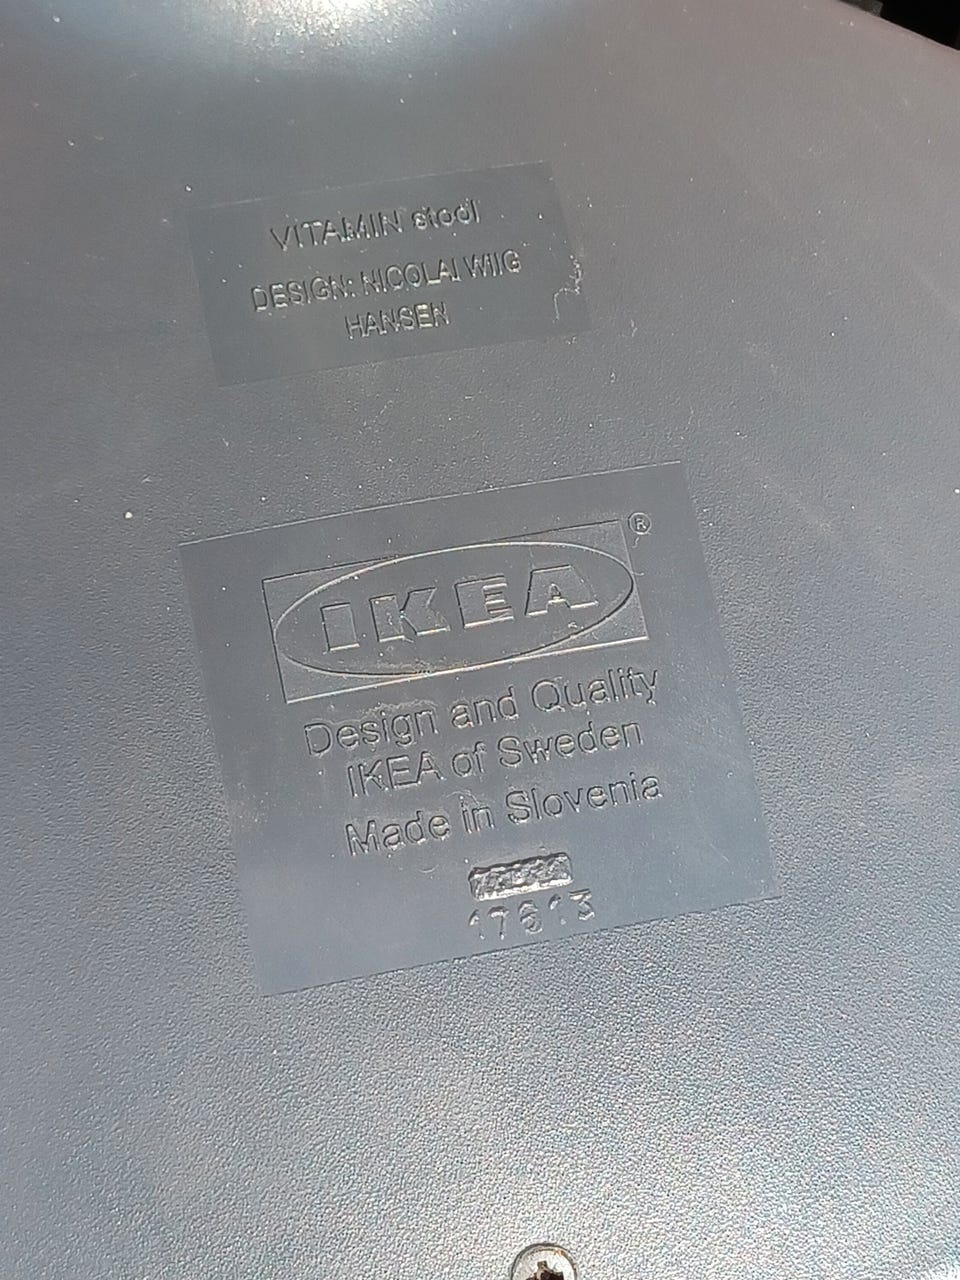 VITAMIN stool
DESIGN: NICOLAI WIIG
HANSEN
IKEA®
Design and Quality
IKEA of Sweden
Made in Slovenia
17613